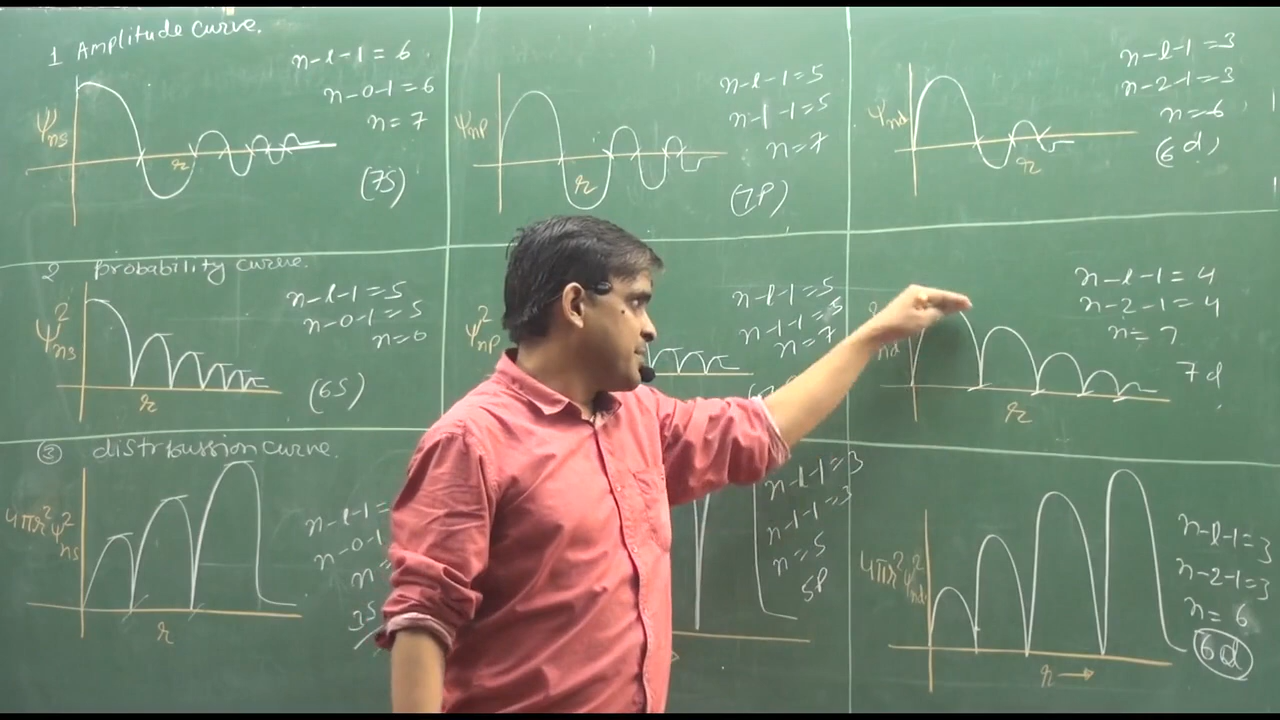 1 Amplitude curve.
ψns
r
n-l-1=6
n-0-1=6
n=7
(7S)
ψnp
r
n-l-1=5
n-1-1=5
n=7
(7P)
ψnd
r
n-l-1=3
n-2-1=3
n=6
(6d)
2 probability curve.
ψ²ns
r
n-l-1=5
n-0-1=5
n=0
(6S)
ψ²np
n-l-1=5
n-1-1=5
n=7
nd
r
n-l-1=4
n-2-1=4
n=7
7d
③ distrbussion curve.
4πr²ψ²ns
r
n-l-1=
n-0-1
n=
3S
n-l-1=3
n-1-1=3
n=5
5P
4πr²ψ²nd
r→
n-l-1=3
n-2-1=3
n=6
6d